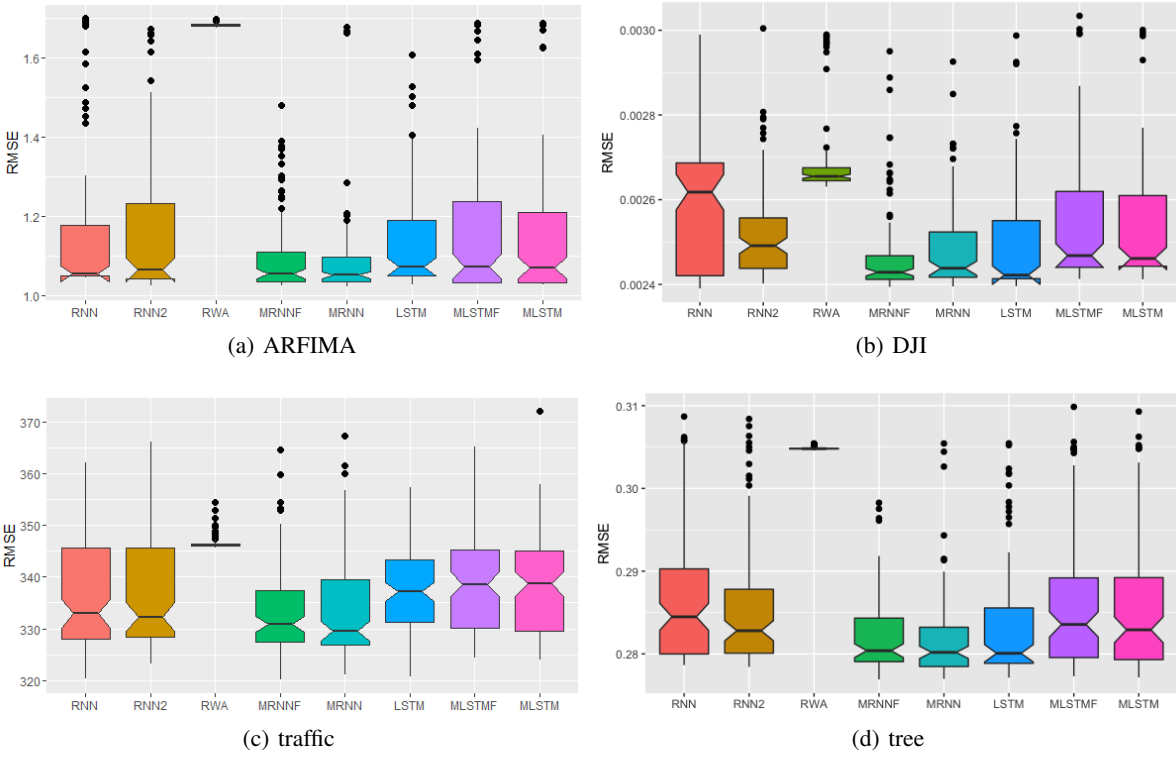 1.6
1.4
1.2
1.0
RMSE
RNN RNN2 RWA MRNNF MRNN LSTM MLSTMF MLSTM
(a) ARFIMA
0.0030
0.0028
0.0026
0.0024
RMSE
RNN RNN2 RWA MRNNF MRNN LSTM MLSTMF MLSTM
(b) DJI
370
360
350
340
330
320
RMSE
RNN RNN2 RWA MRNNF MRNN LSTM MLSTMF MLSTM
(c) traffic
0.31
0.30
0.29
0.28
RMSE
RNN RNN2 RWA MRNNF MRNN LSTM MLSTMF MLSTM
(d) tree